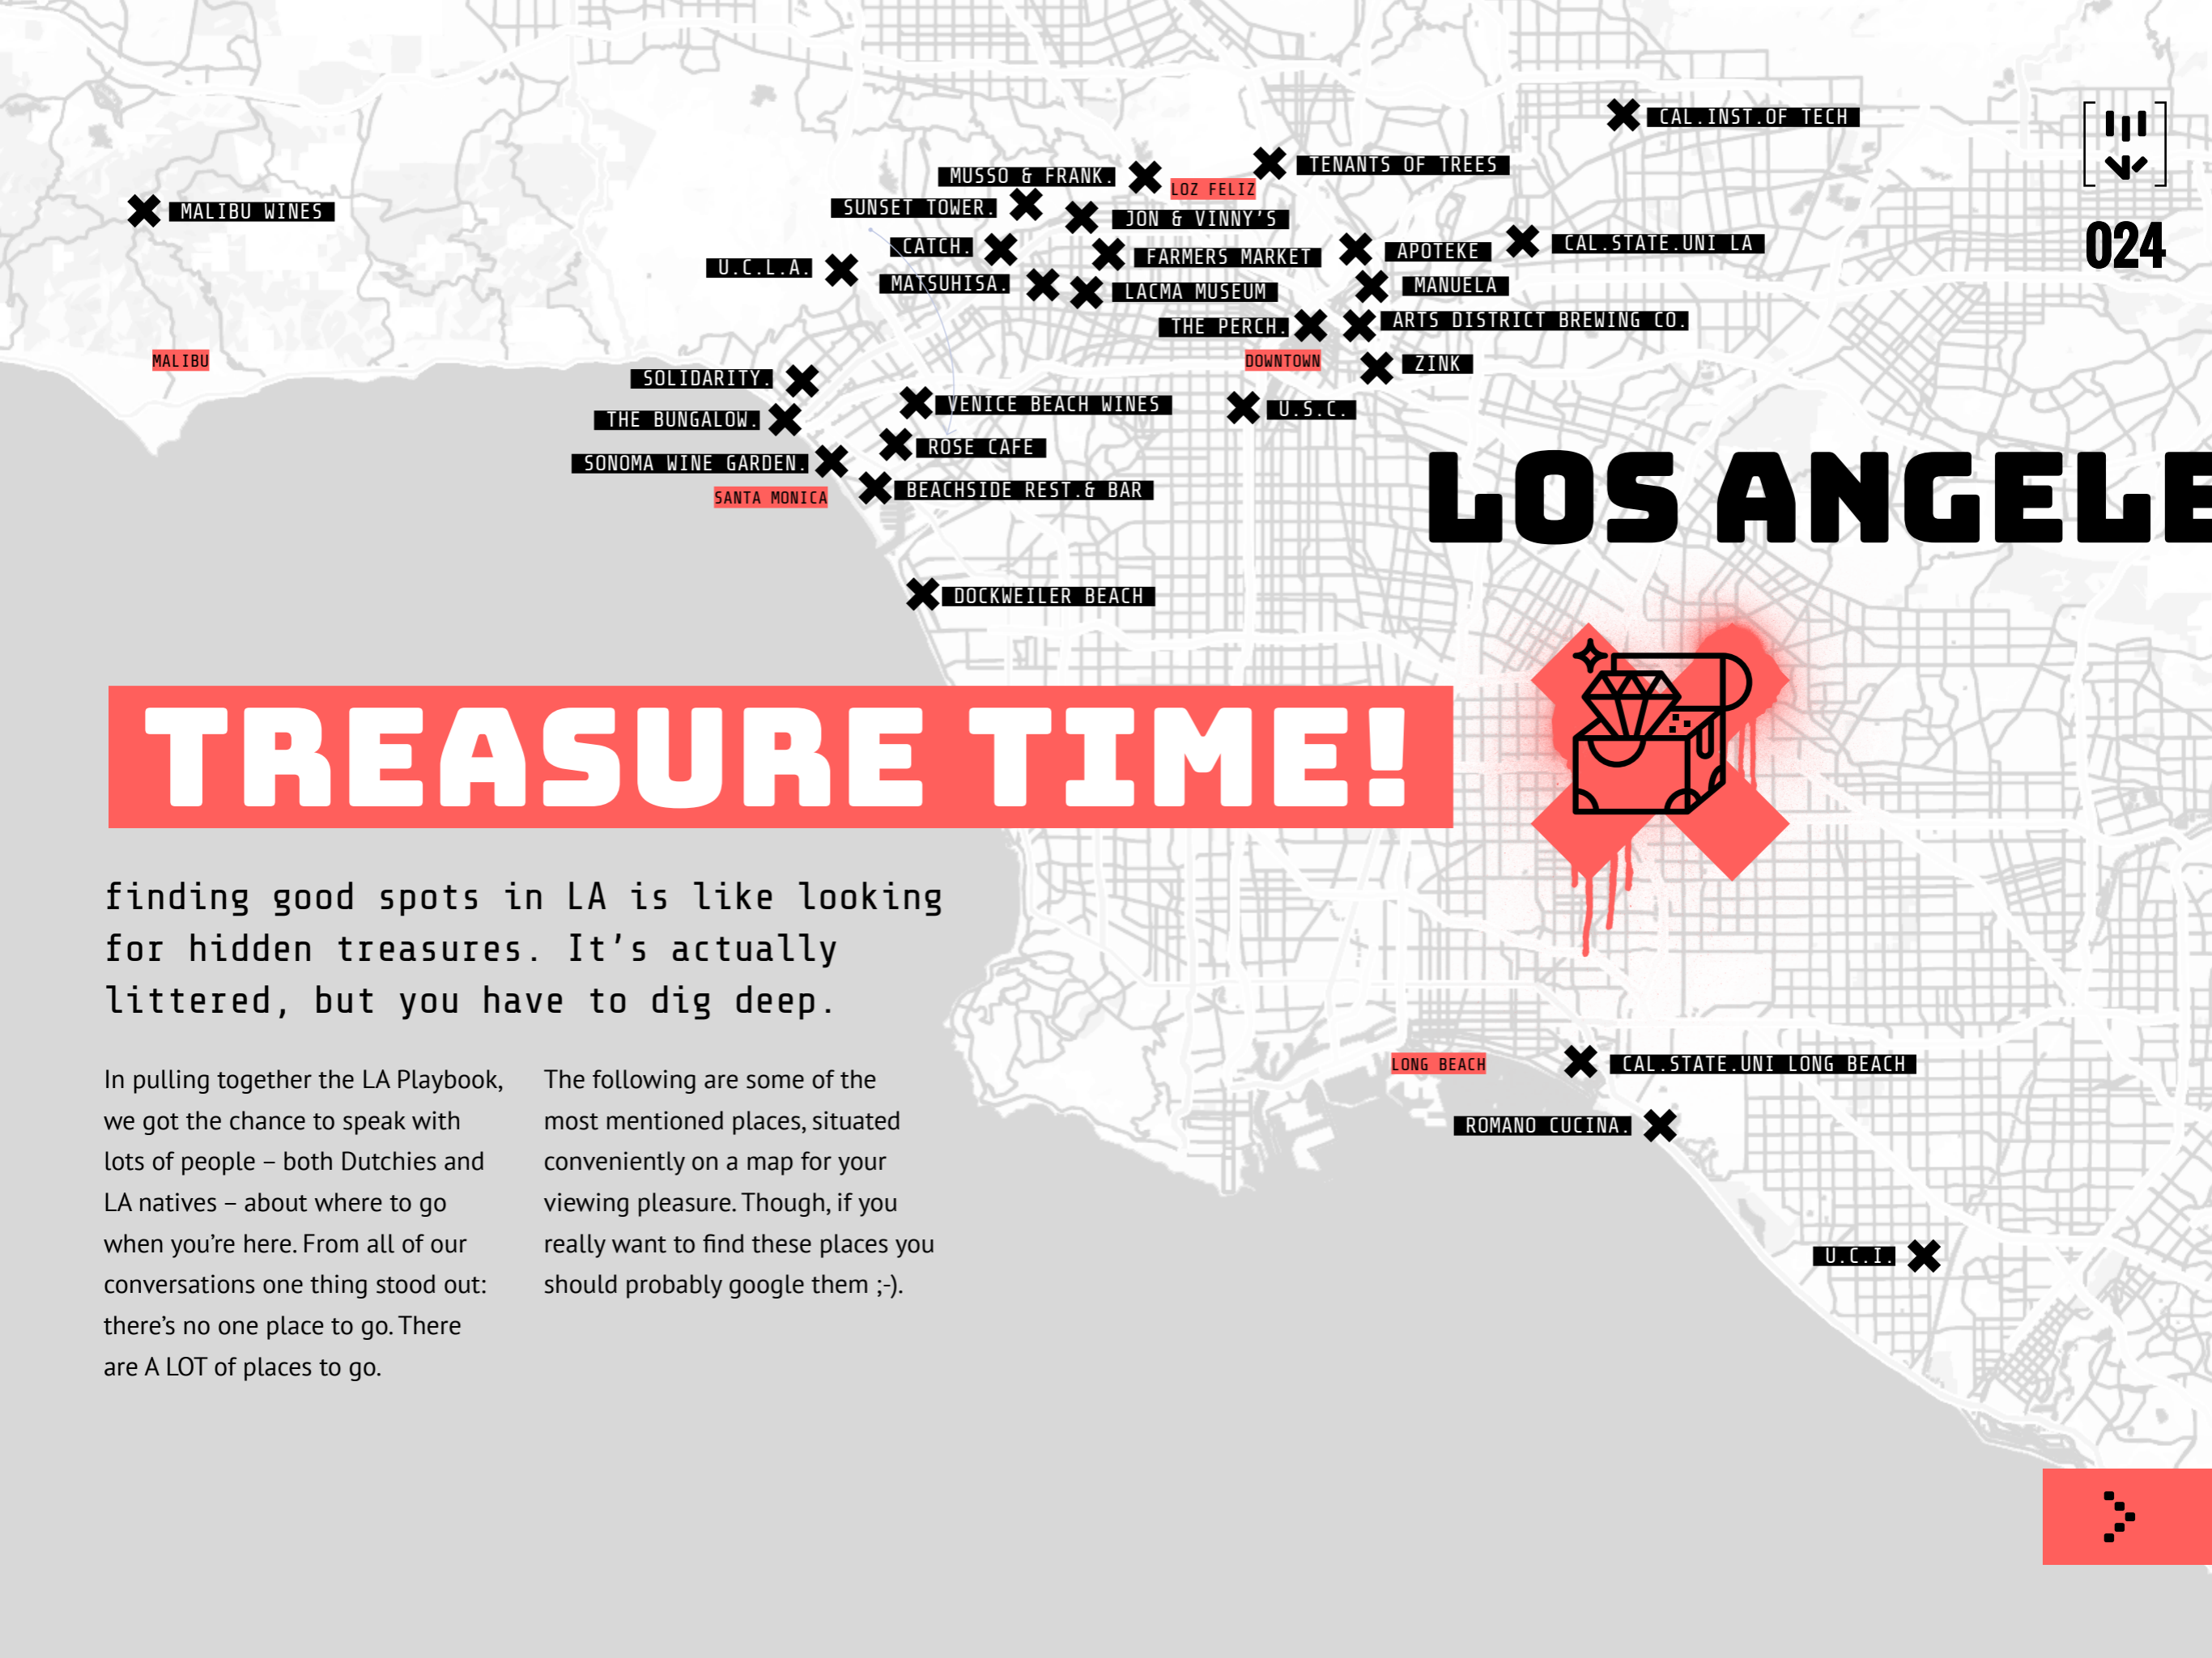 CAL.INST.OF TECH
MUSSO & FRANK.
TENANTS OF TREES
LOZ FELIZ
MALIBU WINES
SUNSET TOWER.
JON & VINNY'S
024
CATCH.
FARMERS MARKET
APOTEKE
CAL.STATE.UNI LA
U.C.L.A.
MATSUHISA.
LACMA MUSEUM
MANUELA
THE PERCH.
ARTS DISTRICT BREWING CO.
MALIBU
DOWNTOWN
ZINK
SOLIDARITY.
VENICE BEACH WINES
U.S.C.
THE BUNGALOW.
ROSE CAFE
SONOMA WINE GARDEN.
BEACHSIDE REST.& BAR
SANTA MONICA
LOS ANGELE
DOCKWEILER BEACH
TREASURE TIME!
finding good spots in LA is like looking
for hidden treasures. It's actually
littered, but you have to dig deep.
In pulling together the LA Playbook,
we got the chance to speak with
lots of people – both Dutchies and
LA natives – about where to go
when you're here. From all of our
conversations one thing stood out:
there's no one place to go. There
are A LOT of places to go.
The following are some of the
most mentioned places, situated
conveniently on a map for your
viewing pleasure. Though, if you
really want to find these places you
should probably google them ;-).
LONG BEACH
CAL.STATE.UNI LONG BEACH
ROMANO CUCINA.
U.C.I.